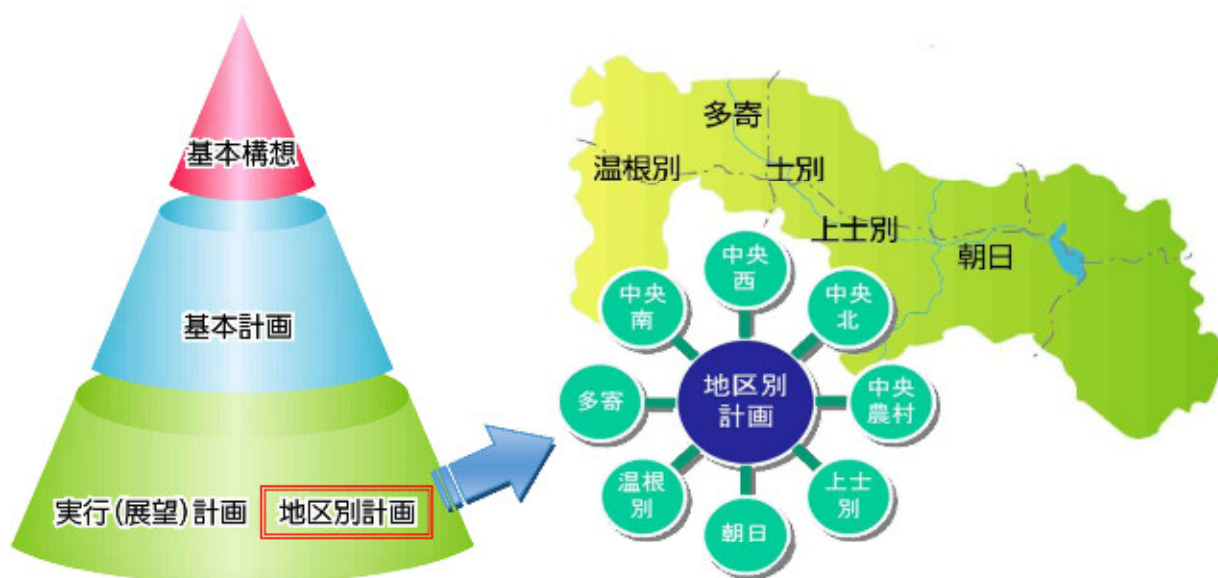 基本構想
基本計画
実行(展望)計画
地区別計画
多寄
温根別
士別
上士別
朝日
中央
西
中央
南
中央
北
多寄
地区別
計画
中央
農村
温根
別
上士
別
朝日